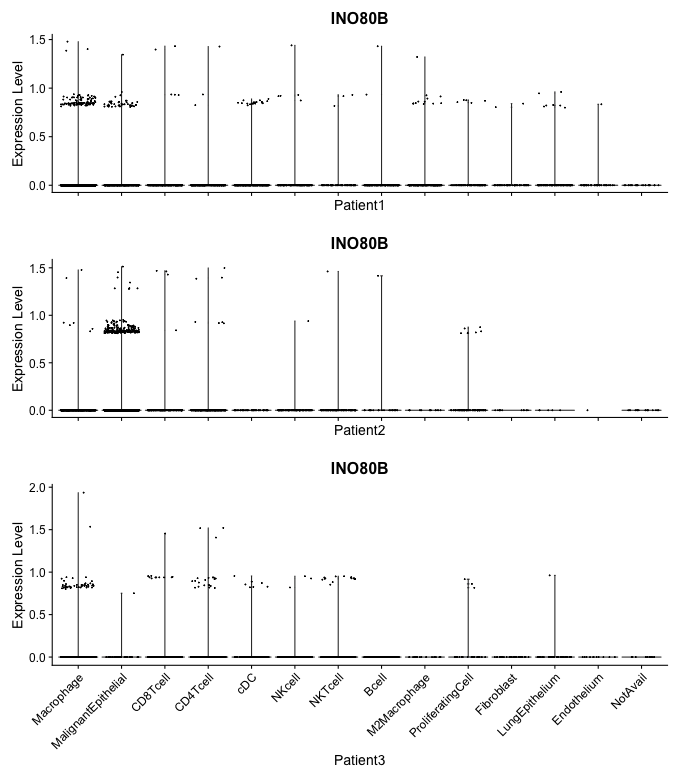 INO80B
Expression Level
1.5
1.0
0.5
0.0
Patient1
INO80B
Expression Level
1.5
1.0
0.5
0.0
Patient2
INO80B
Expression Level
2.0
1.5
1.0
0.5
0.0
Macrophage
MalignantEpithelial
CD8Tcell
CD4Tcell
cDC
NKcell
NKTcell
Bcell
M2Macrophage
ProliferatingCell
Fibroblast
LungEpithelium
Endothelium
NotAvail
Patient3